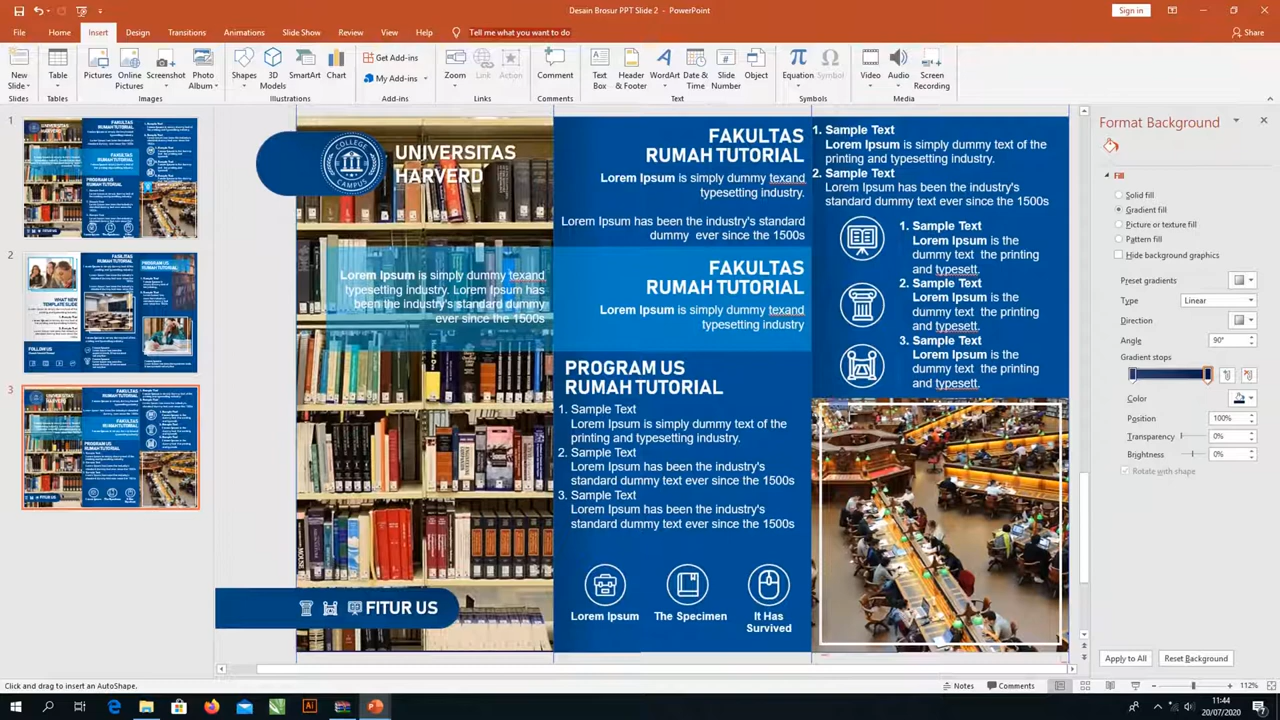 Desain Brosur PPT Slide 2 - PowerPoint
Sign in
File Home Insert Design Transitions Animations Slide Show Review View Help Tell me what you want to do
Share
New Slide
Table
Pictures
Online Pictures
Screenshot
Photo Album
Shapes
3D Models
SmartArt
Chart
Get Add-ins
My Add-ins
Zoom
Link
Action
Comment
Text Box
Header & Footer
WordArt
Date & Time
Slide Number
Object
Equation
Symbol
Video
Audio
Screen Recording
Slides Tables Images Illustrations Add-ins Links Comments Text Symbols Media
1
2
3
COLLEGE
CAMPUS
UNIVERSITAS
HARVERD
Lorem Ipsum is simply dummy texand
typesetting industry. Lorem Ipsum has
been the industry's standard dummy
ever since the 1500s
FITUR US
FAKULTAS
RUMAH TUTORIAL
Lorem Ipsum is simply dummy texand
typesetting industry.
Lorem Ipsum has been the industry's standard
dummy ever since the 1500s
FAKULTAS
RUMAH TUTORIAL
Lorem Ipsum is simply dummy texand
typesetting industry
PROGRAM US
RUMAH TUTORIAL
1. Sample Text
Lorem Ipsum is simply dummy text of the
printing and typesetting industry.
2. Sample Text
Lorem Ipsum has been the industry's
standard dummy text ever since the 1500s
3. Sample Text
Lorem Ipsum has been the industry's
standard dummy text ever since the 1500s
Lorem Ipsum
The Specimen
It Has
Survived
1. Sample Text
Lorem Ipsum is simply dummy text of the
printing and typesetting industry.
2. Sample Text
Lorem Ipsum has been the industry's
standard dummy text ever since the 1500s
1. Sample Text
Lorem Ipsum is the
dummy text the printing
and typesett.
2. Sample Text
Lorem Ipsum is the
dummy text the printing
and typesett.
3. Sample Text
Lorem Ipsum is the
dummy text the printing
and typesett.
Format Background
Fill
Solid fill
Gradient fill
Picture or texture fill
Pattern fill
Hide background graphics
Preset gradients
Type Linear
Direction
Angle 90°
Gradient stops
Color
Position 100%
Transparency 0%
Brightness 0%
Rotate with shape
Apply to All
Reset Background
Click and drag to insert an AutoShape.
Notes
Comments
112%
11:44
20/07/2020